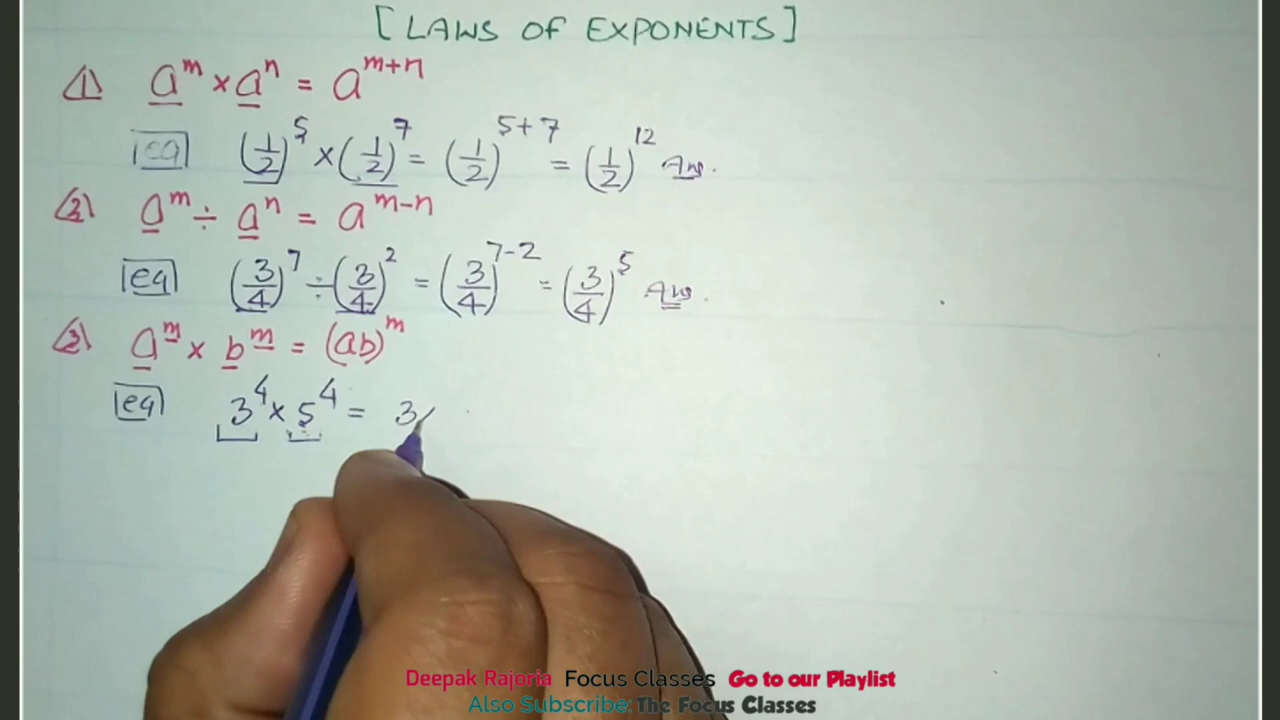 [LAWS OF EXPONENTS]
(1) a^m × a^n = a^(m+n)
eg (1/2)^5 × (1/2)^7 = (1/2)^(5+7) = (1/2)^12 Ans.
(2) a^m ÷ a^n = a^(m-n)
eg (3/4)^7 ÷ (3/4)^2 = (3/4)^(7-2) = (3/4)^5 Ans.
(3) a^m × b^m = (ab)^m
eg 3^4 × 5^4 = 3
Deepak Rajoria Focus Classes Go to our Playlist
Also Subscribe: The Focus Classes